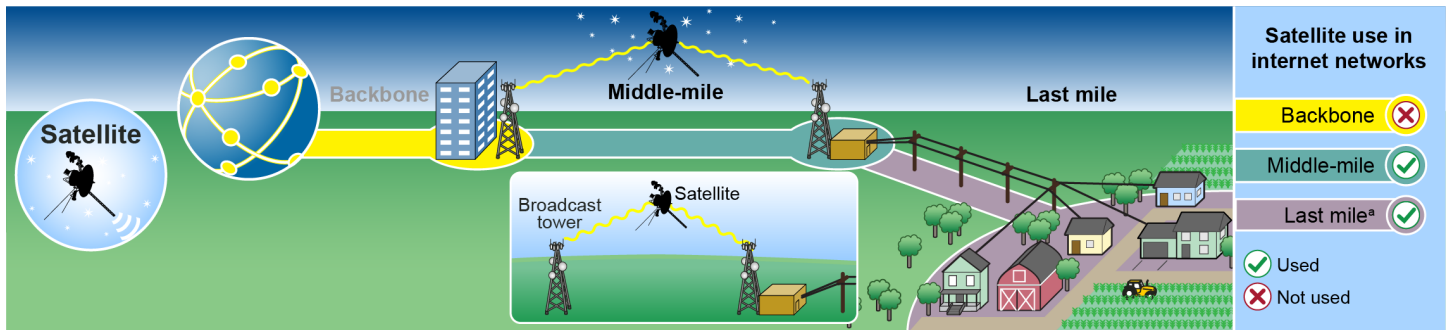 Satellite
Backbone
Middle-mile
Last mile
Broadcast
tower
Satellite
Satellite use in
internet networks
Backbone
Middle-mile
Last mileᵃ
Used
Not used